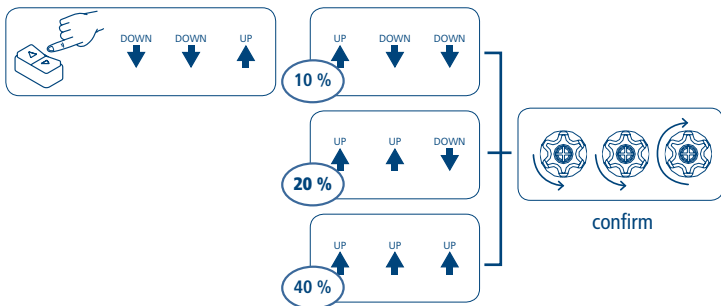 DOWN DOWN UP
UP DOWN DOWN
10 %
UP UP DOWN
20 %
UP UP UP
40 %
confirm